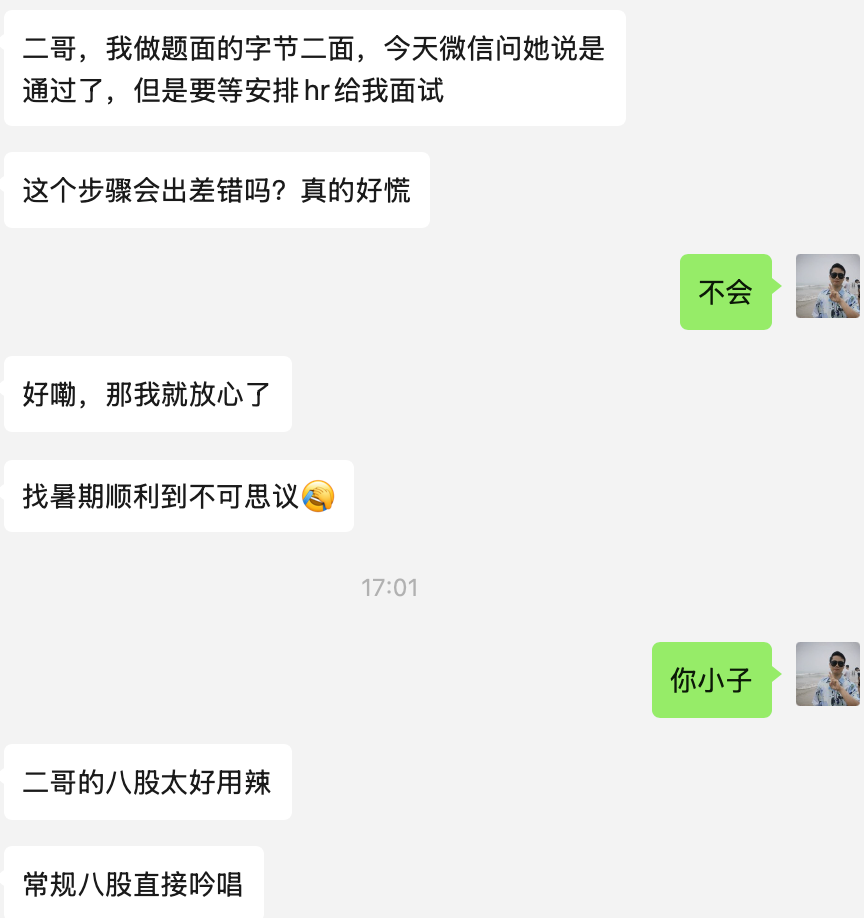 二哥，我做题面的字节二面，今天微信问她说是
通过了，但是要等安排hr给我面试
这个步骤会出差错吗？真的好慌
不会
好嘞，那我就放心了
找暑期顺利到不可思议🤦
17:01
你小子
二哥的八股太好用辣
常规八股直接吟唱